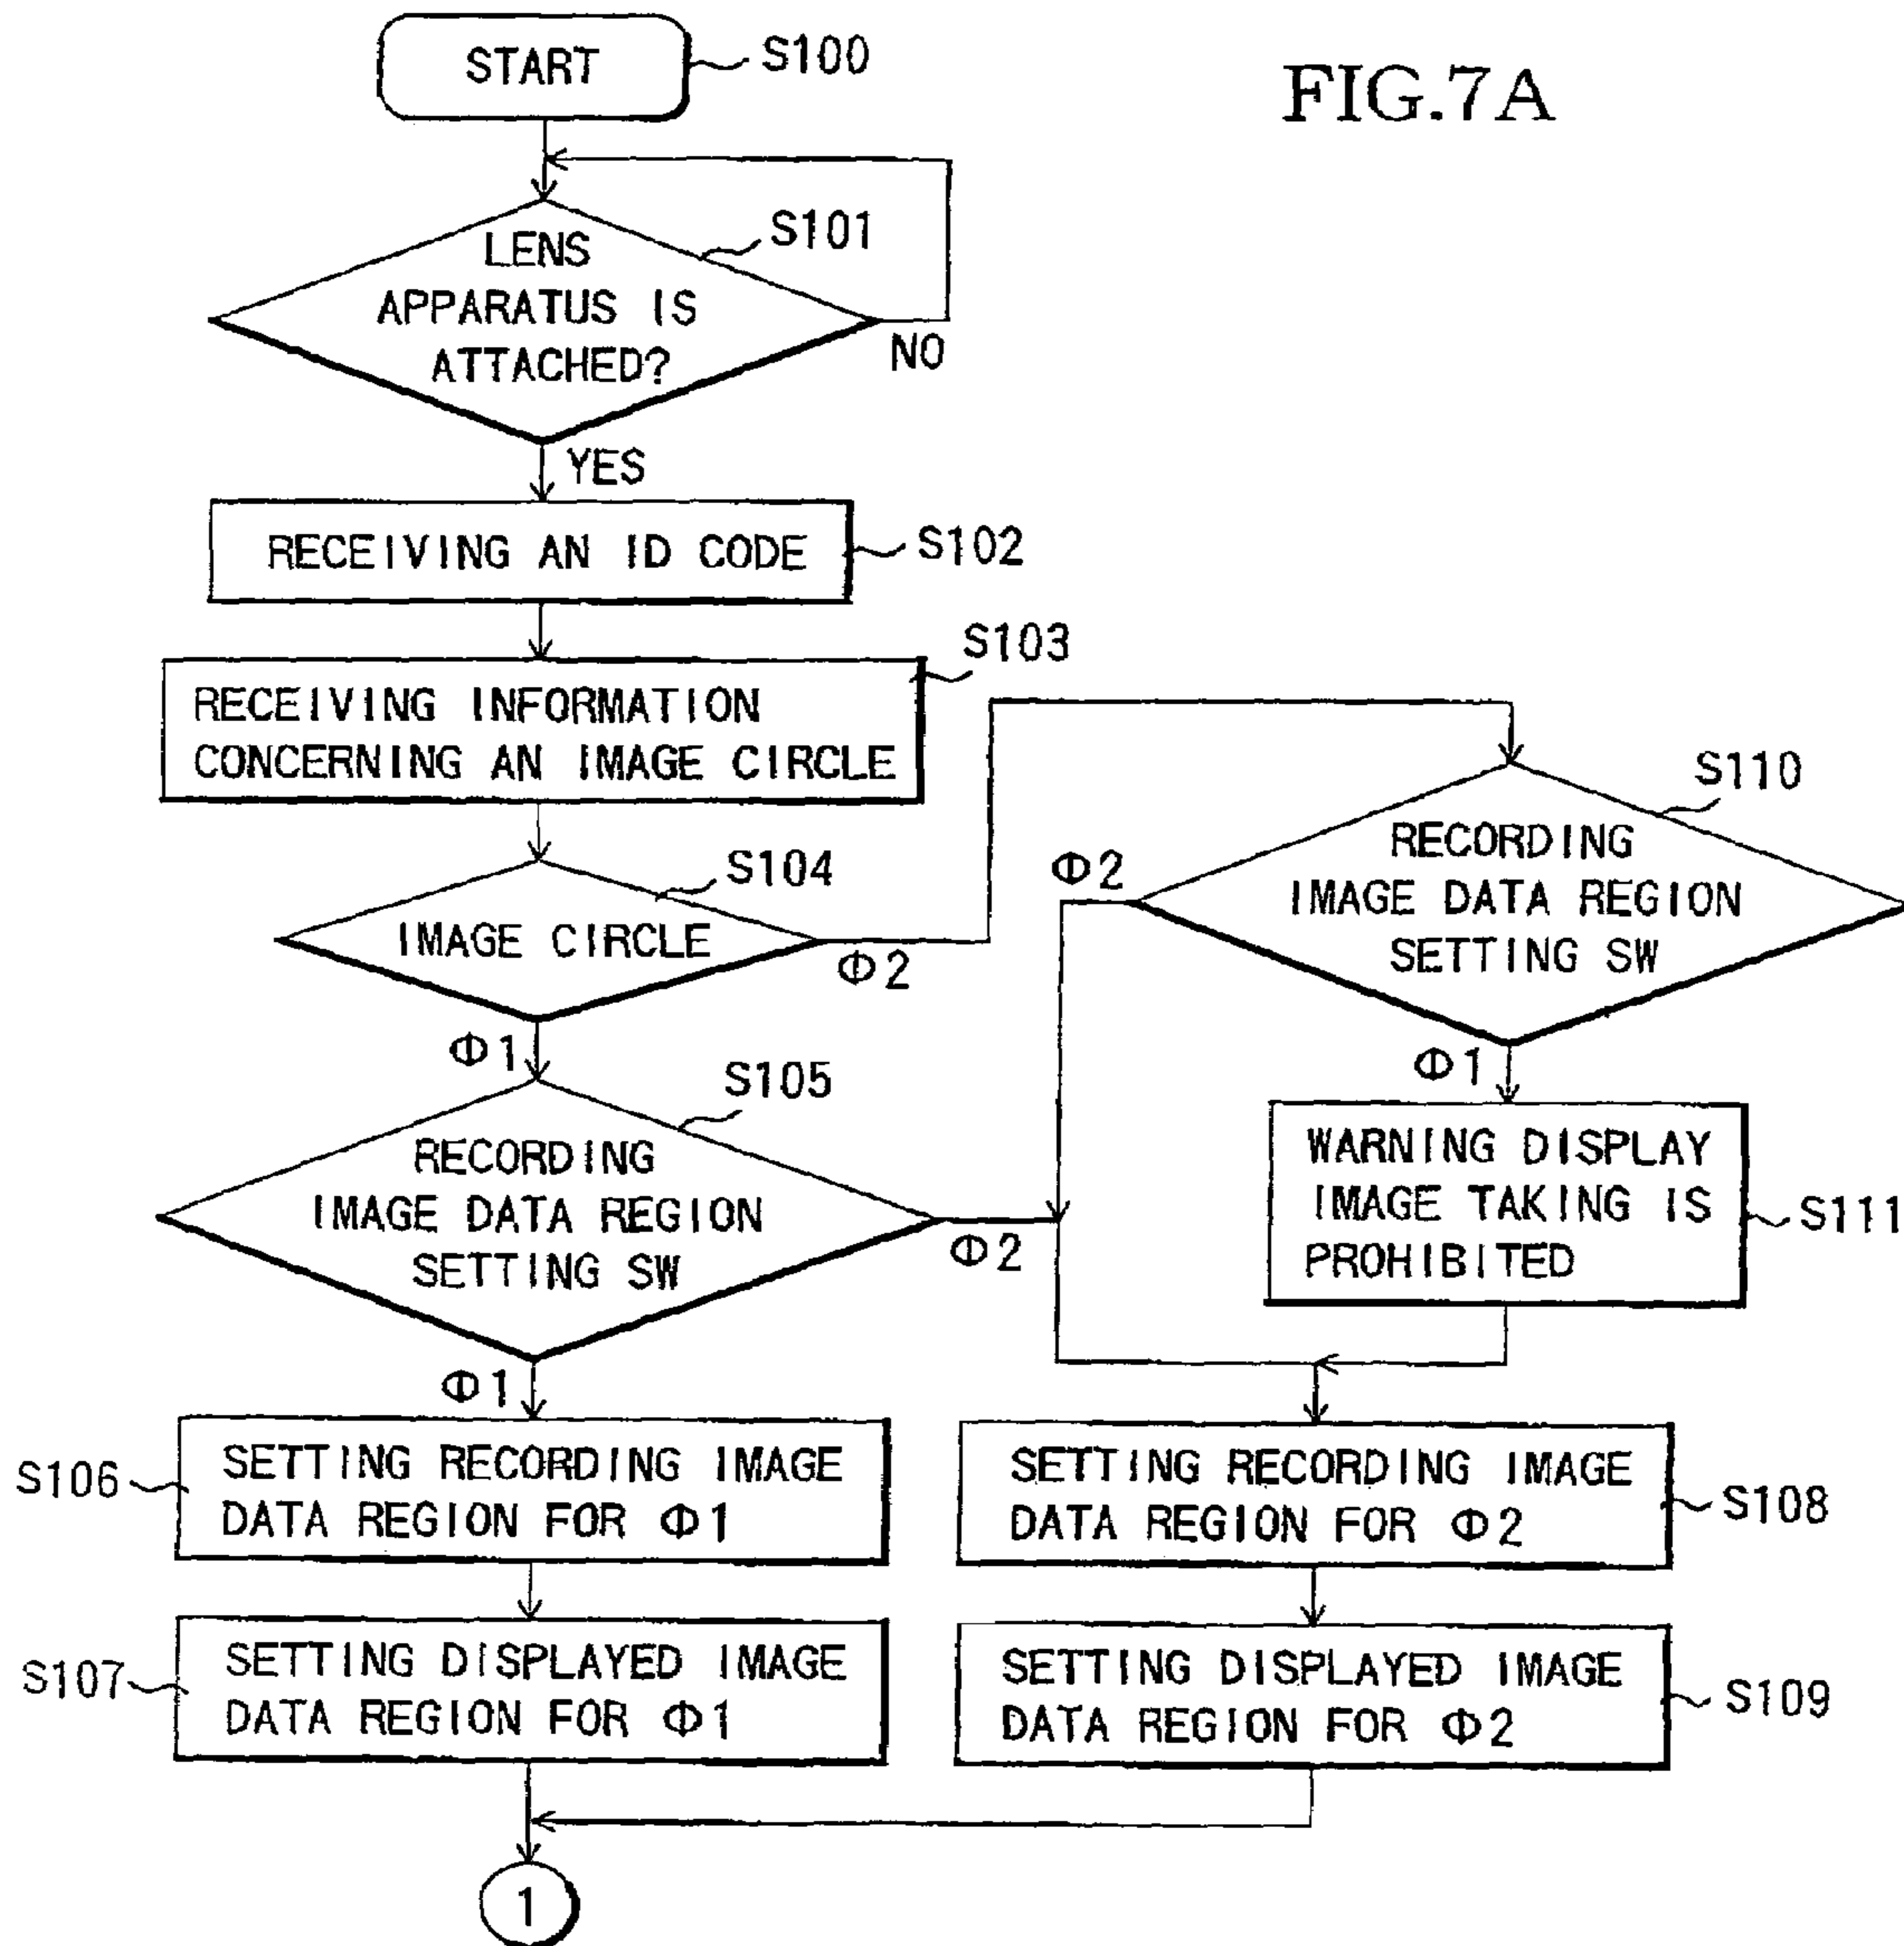 FIG.7A
START
S100
LENS
APPARATUS IS
ATTACHED?
S101
NO
YES
RECEIVING AN ID CODE
S102
RECEIVING INFORMATION
CONCERNING AN IMAGE CIRCLE
S103
IMAGE CIRCLE
S104
Φ2
Φ1
RECORDING
IMAGE DATA REGION
SETTING SW
S105
Φ2
Φ1
RECORDING
IMAGE DATA REGION
SETTING SW
S110
Φ2
Φ1
WARNING DISPLAY
IMAGE TAKING IS
PROHIBITED
S111
SETTING RECORDING IMAGE
DATA REGION FOR Φ1
S106
SETTING DISPLAYED IMAGE
DATA REGION FOR Φ1
S107
SETTING RECORDING IMAGE
DATA REGION FOR Φ2
S108
SETTING DISPLAYED IMAGE
DATA REGION FOR Φ2
S109
1